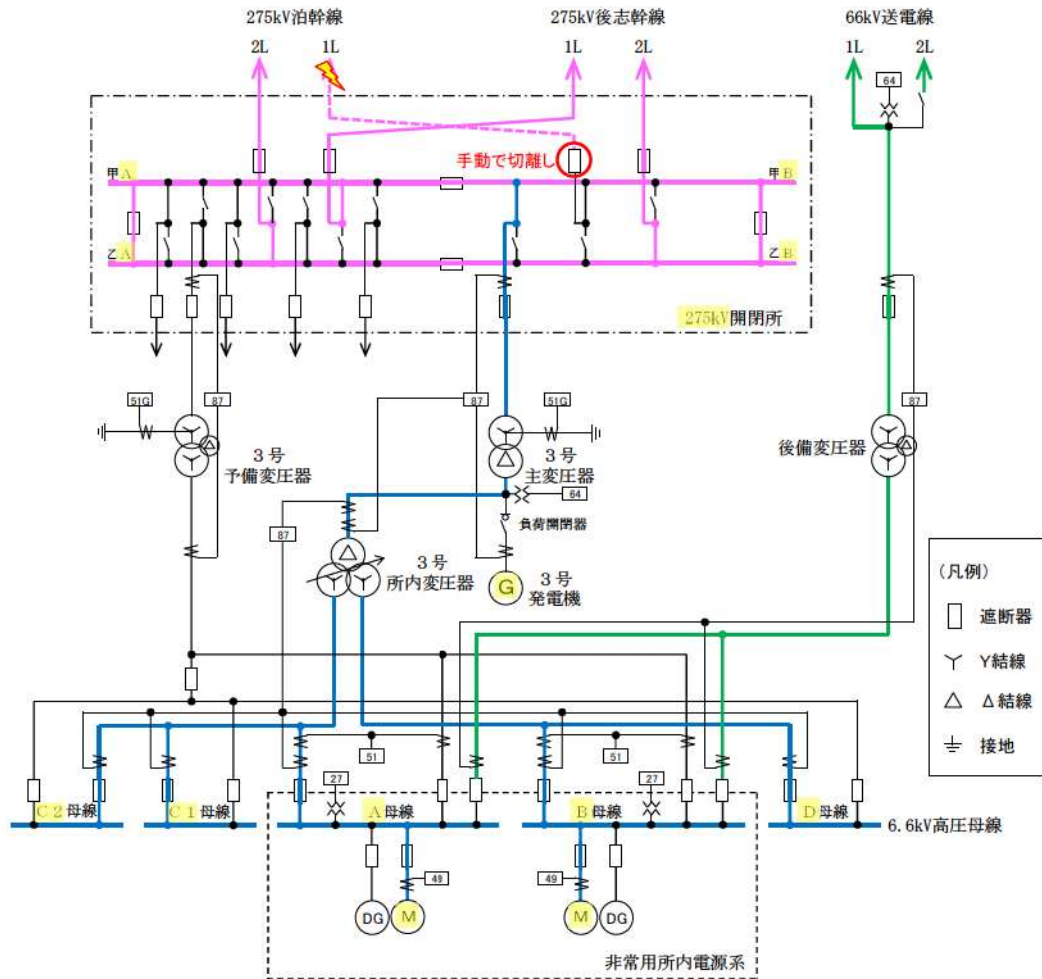 275kV泊幹線
275kV後志幹線
66kV送電線
2L
1L
1L
2L
1L
2L
64
手動で切離し
甲A
甲B
乙A
乙B
275kV開閉所
51G
87
51G
87
3号
予備変圧器
3号
主変圧器
後備変圧器
64
87
負荷開閉器
3号
所内変圧器
G
3号
発電機
(凡例)
遮断器
Y結線
Δ結線
接地
51
51
27
27
C2母線
C1母線
A母線
B母線
D母線
6.6kV高圧母線
49
49
DG
M
M
DG
非常用所内電源系